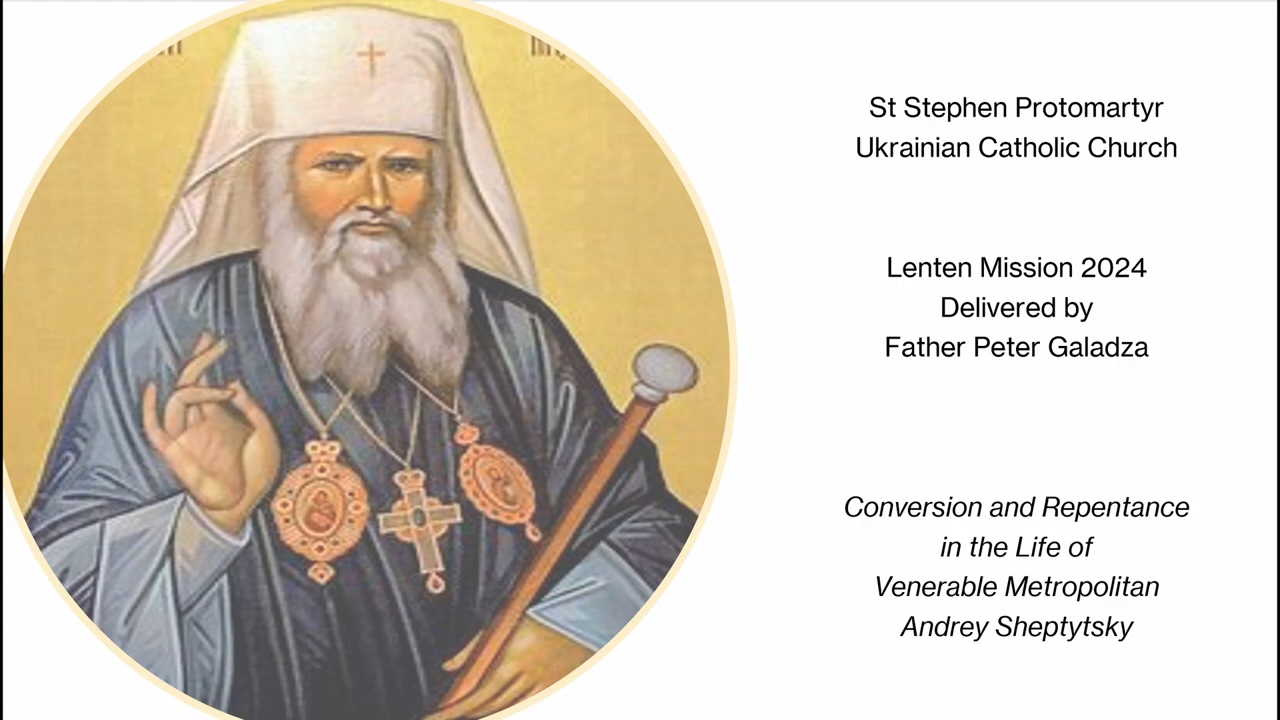 St Stephen Protomartyr
Ukrainian Catholic Church
Lenten Mission 2024
Delivered by
Father Peter Galadza
Conversion and Repentance
in the Life of
Venerable Metropolitan
Andrey Sheptytsky